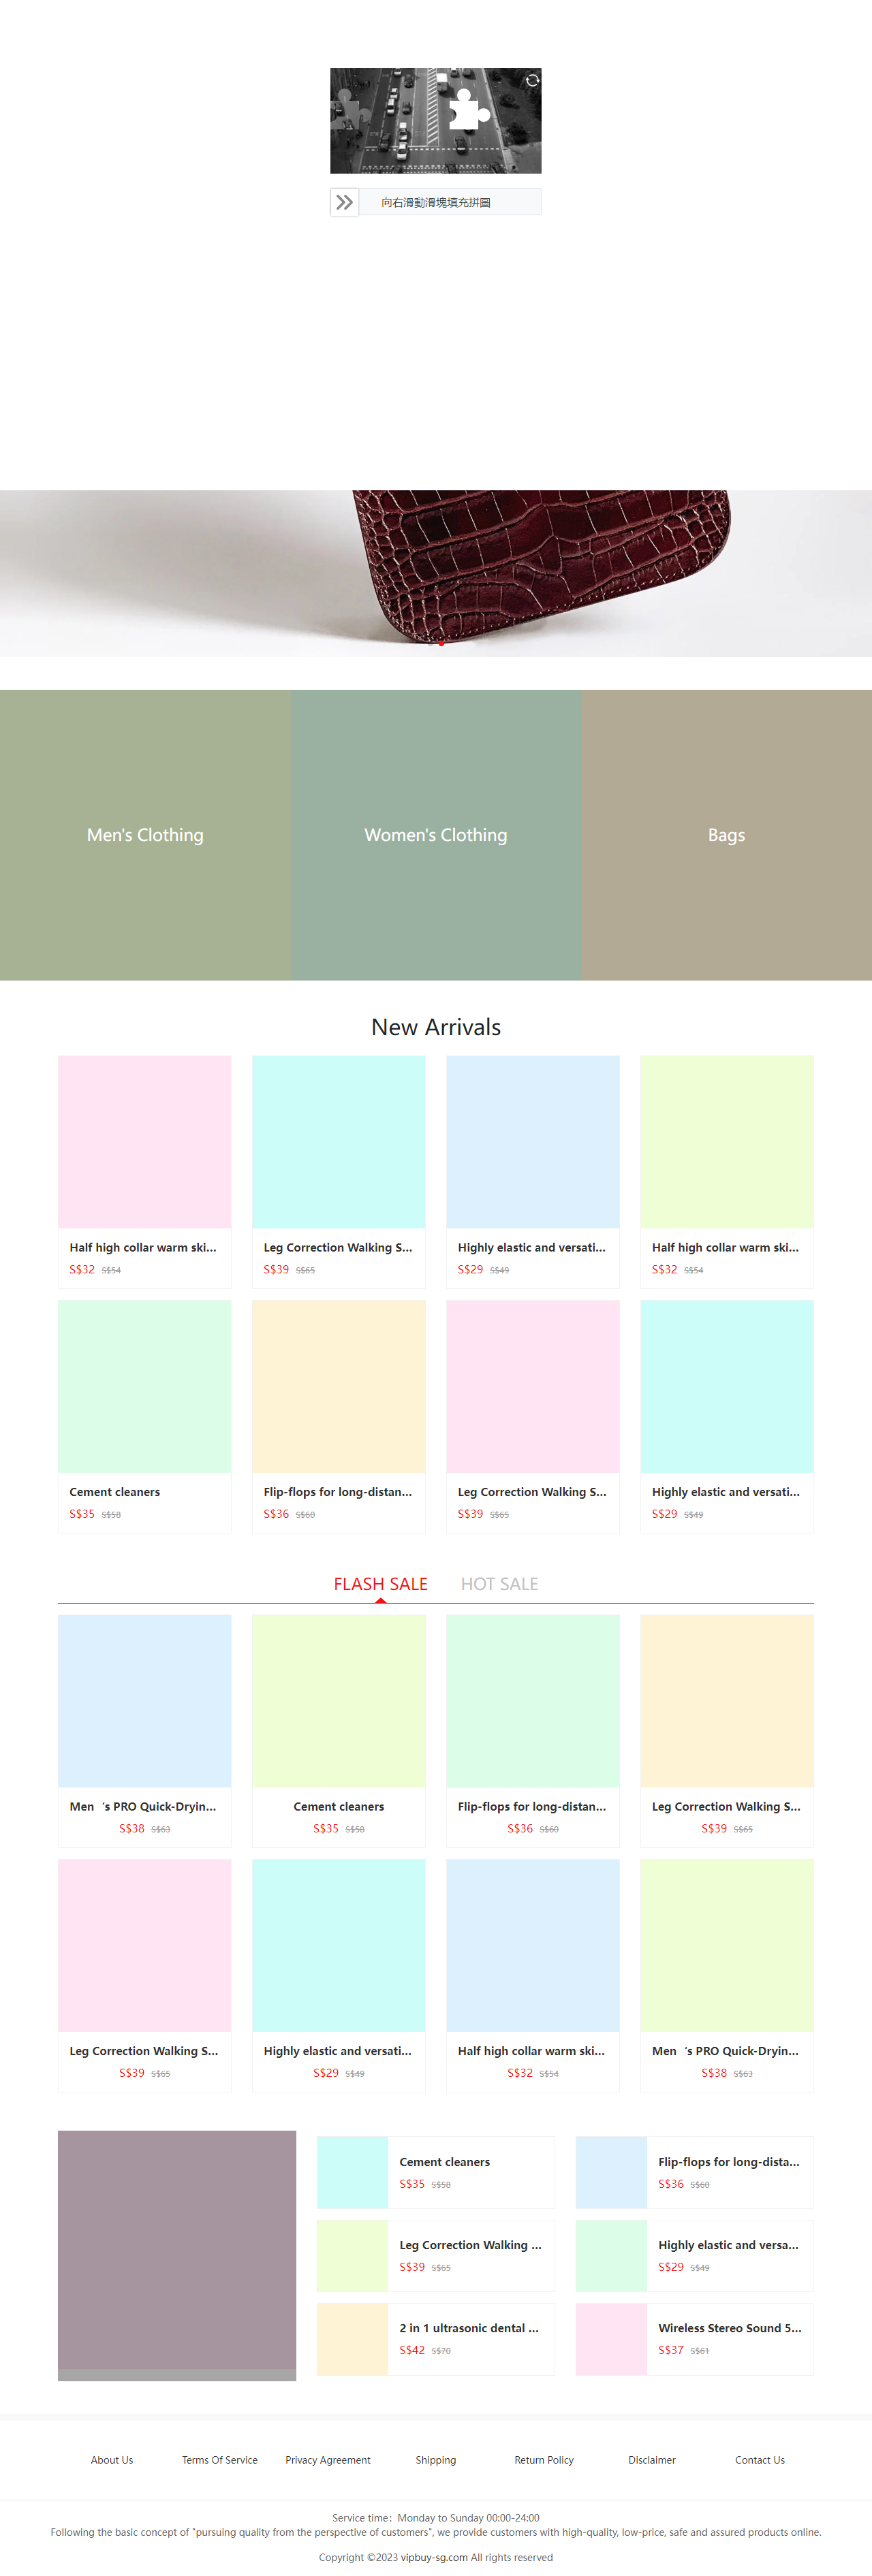 向右滑動滑塊填充拼圖
Men's Clothing
Women's Clothing
Bags
New Arrivals
Half high collar warm ski...
S$32 S$54
Leg Correction Walking S...
S$39 S$65
Highly elastic and versati...
S$29 S$49
Half high collar warm ski...
S$32 S$54
Cement cleaners
S$35 S$58
Flip-flops for long-distan...
S$36 S$60
Leg Correction Walking S...
S$39 S$65
Highly elastic and versati...
S$29 S$49
FLASH SALE
HOT SALE
Men‘s PRO Quick-Dryin...
S$38 S$63
Cement cleaners
S$35 S$58
Flip-flops for long-distan...
S$36 S$60
Leg Correction Walking S...
S$39 S$65
Leg Correction Walking S...
S$39 S$65
Highly elastic and versati...
S$29 S$49
Half high collar warm ski...
S$32 S$54
Men‘s PRO Quick-Dryin...
S$38 S$63
Cement cleaners
S$35 S$58
Flip-flops for long-dista...
S$36 S$60
Leg Correction Walking ...
S$39 S$65
Highly elastic and versa...
S$29 S$49
2 in 1 ultrasonic dental ...
S$42 S$70
Wireless Stereo Sound 5...
S$37 S$61
About Us
Terms Of Service
Privacy Agreement
Shipping
Return Policy
Disclaimer
Contact Us
Service time：Monday to Sunday 00:00-24:00
Following the basic concept of "pursuing quality from the perspective of customers", we provide customers with high-quality, low-price, safe and assured products online.
Copyright ©2023 vipbuy-sg.com All rights reserved